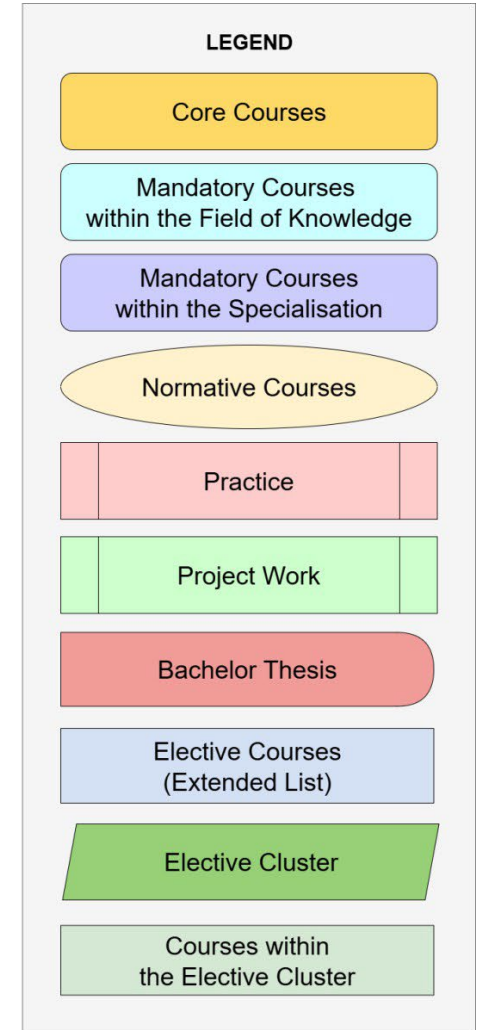 LEGEND
Core Courses
Mandatory Courses
within the Field of Knowledge
Mandatory Courses
within the Specialisation
Normative Courses
Practice
Project Work
Bachelor Thesis
Elective Courses
(Extended List)
Elective Cluster
Courses within
the Elective Cluster